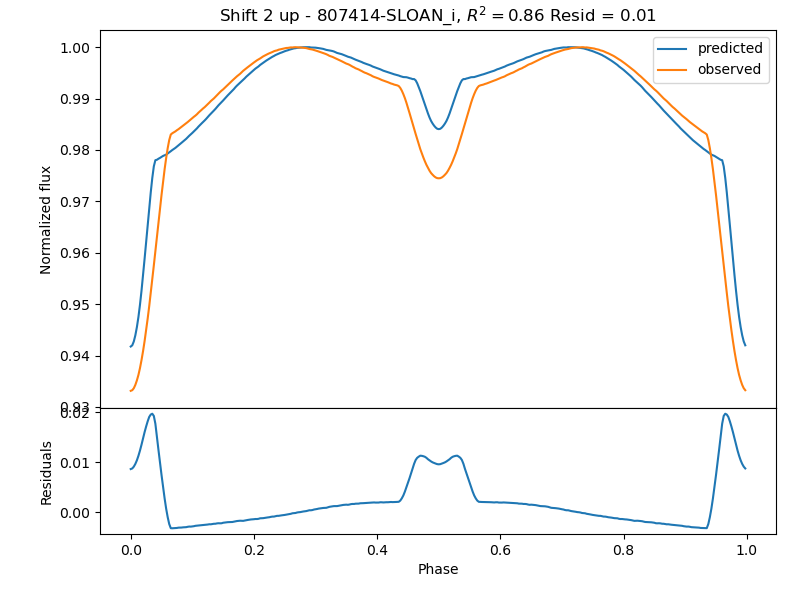 Shift 2 up - 807414-SLOAN_i, R² = 0.86 Resid = 0.01
predicted
observed
1.00
0.99
0.98
0.97
0.96
0.95
0.94
0.93
Normalized flux
0.02
0.01
0.00
Residuals
0.0 0.2 0.4 0.6 0.8 1.0
Phase